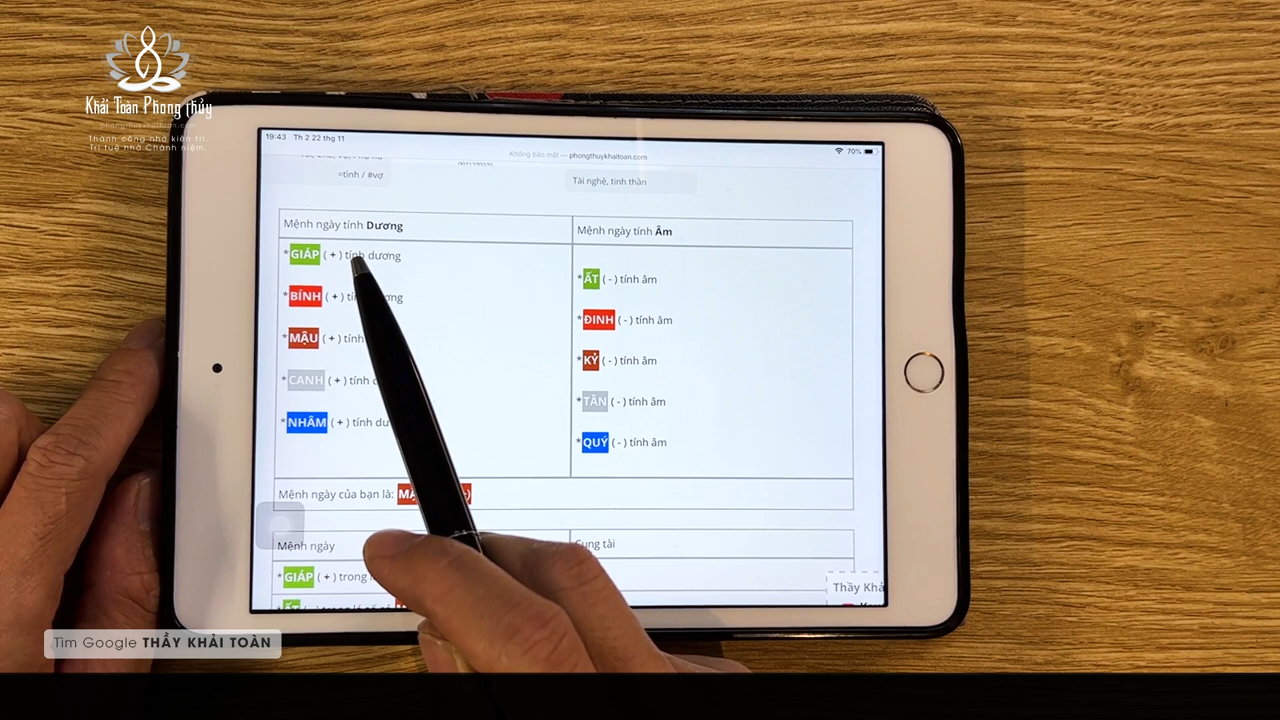 Khải Toàn Phong thủy
phongthuykhaitoan.com
Thành công nhờ kiên trì.
Trí tuệ nhờ Chánh niệm.
19:43 Th 2 22 thg 11
Không bảo mật — phongthuykhaitoan.com
70%
=tình / #vợ
Tài nghệ, tinh thần
Mệnh ngày tính Dương
Mệnh ngày tính Âm
*GIÁP ( + ) tính dương
*ẤT ( - ) tính âm
*BÍNH ( + )
*ĐINH ( - ) tính âm
*MẬU ( + ) tính
*KỶ ( - ) tính âm
*CANH ( + ) tính
*TÂN ( - ) tính âm
*NHÂM ( + ) tính
*QUÝ ( - ) tính âm
Mệnh ngày của bạn là:
Mệnh ngày
Cung tài
*GIÁP ( + ) trong
Thầy Khả
Tìm Google THẦY KHẢI TOÀN